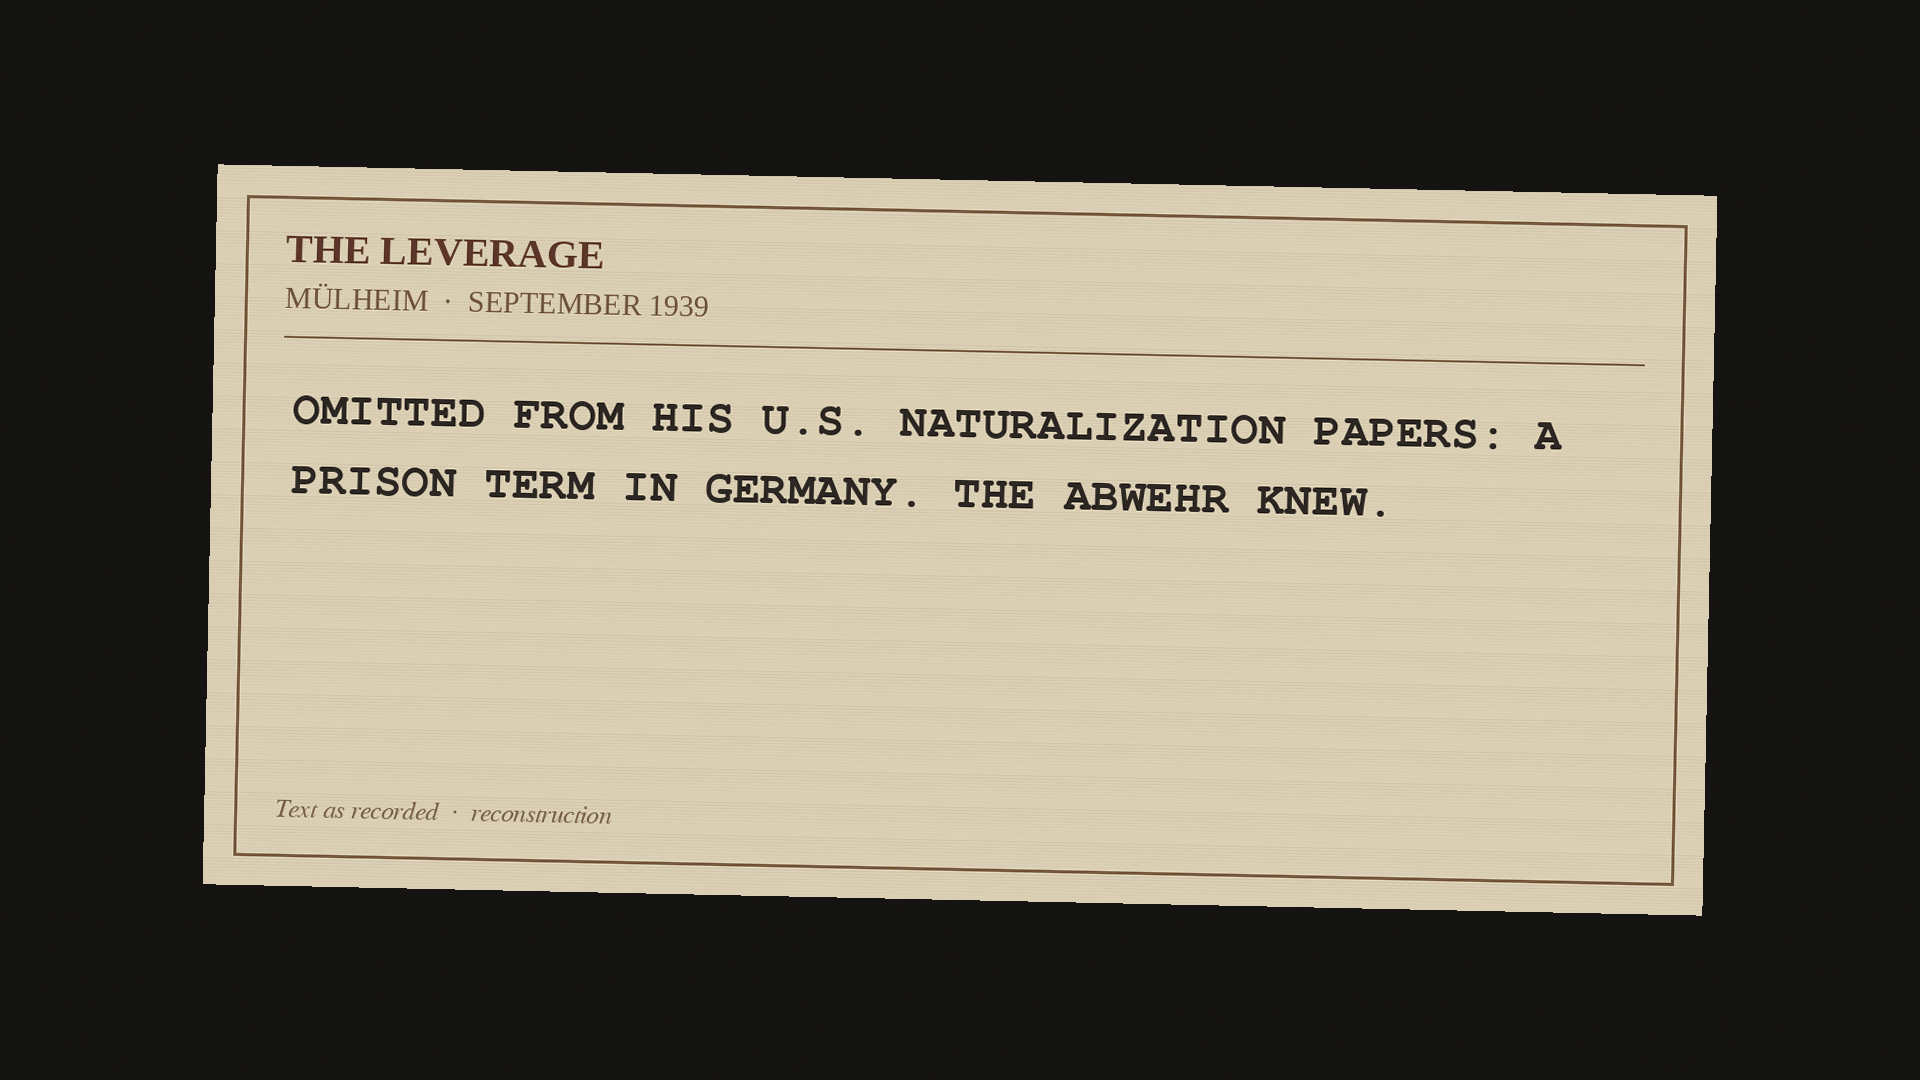 THE LEVERAGE
MÜLHEIM · SEPTEMBER 1939
OMITTED FROM HIS U.S. NATURALIZATION PAPERS: A
PRISON TERM IN GERMANY. THE ABWEHR KNEW.
Text as recorded · reconstruction